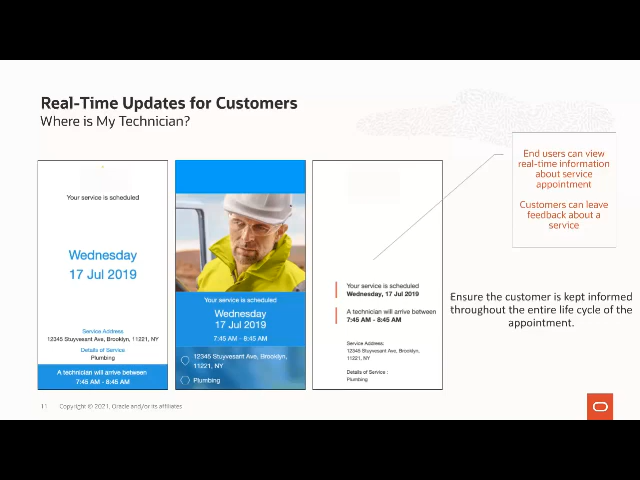 Real-Time Updates for Customers
Where is My Technician?
Your service is scheduled
Wednesday
17 Jul 2019
Service Address
12345 Stuyvesant Ave, Brooklyn, 11221, NY
Details of Service
Plumbing
A technician will arrive between
7:45 AM - 8:45 AM
Your service is scheduled
Wednesday
17 Jul 2019
7:45 AM - 8:45 AM
12345 Stuyvesant Ave, Brooklyn,
11221, NY
Plumbing
Your service is scheduled
Wednesday, 17 Jul 2019
A technician will arrive between
7:45 AM - 8:45 AM
Service Address:
12345 Stuyvesant Ave, Brooklyn,
11221, NY
Details of Service :
Plumbing
End users can view
real-time information
about service
appointment
Customers can leave
feedback about a
service
Ensure the customer is kept informed
throughout the entire life cycle of the
appointment.
11 Copyright © 2021, Oracle and/or its affiliates